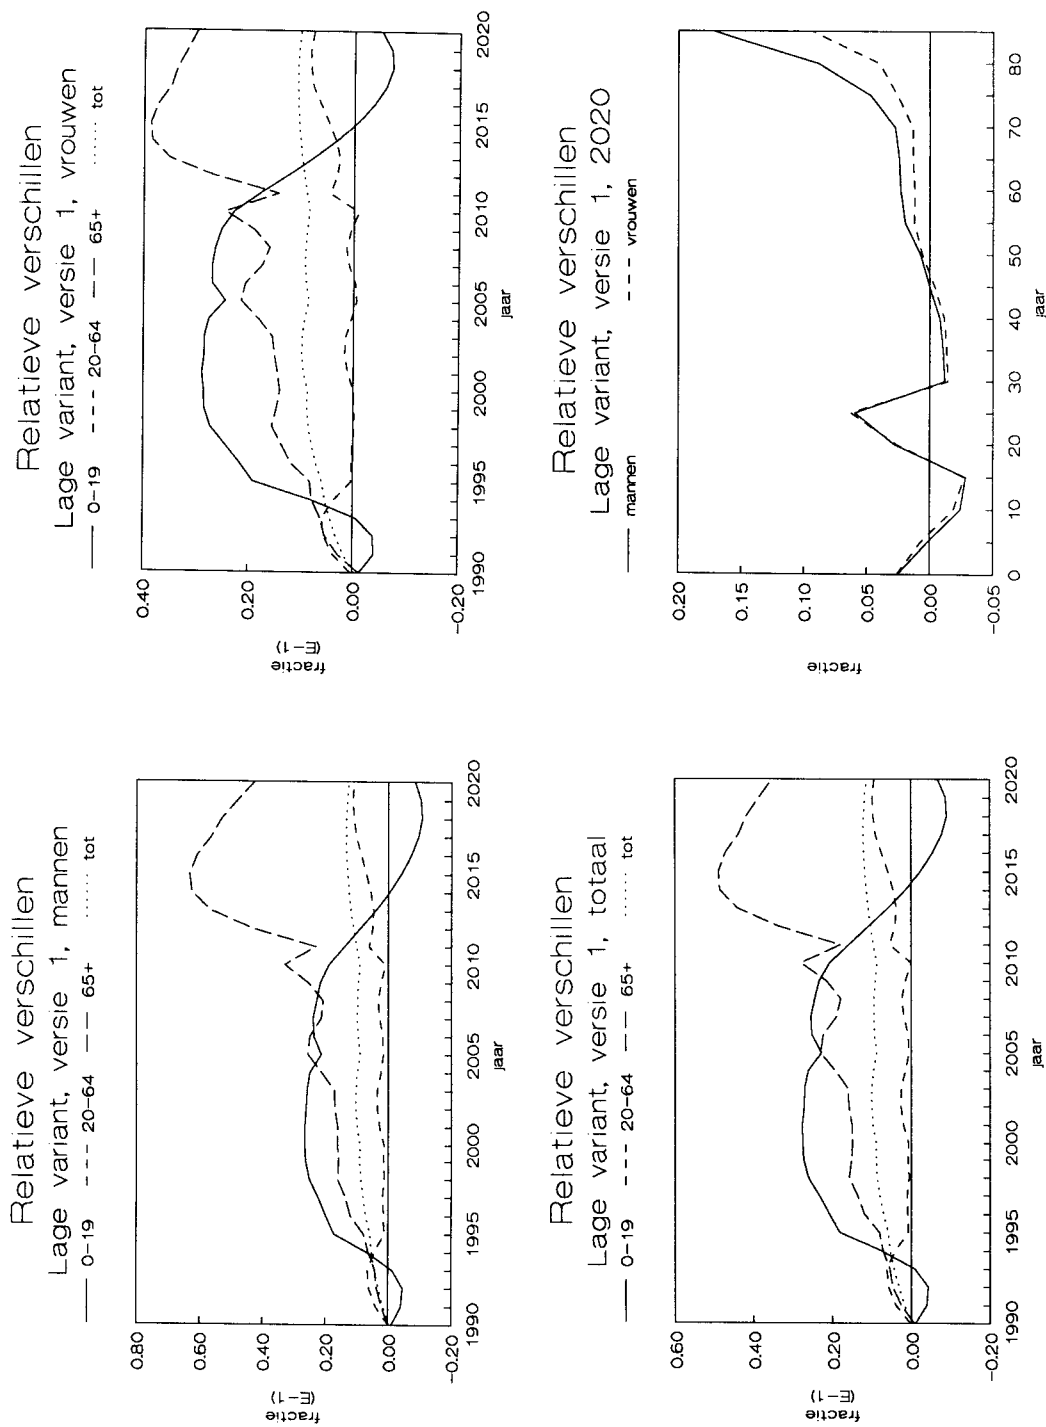 Relatieve verschillen
Lage variant, versie 1, mannen
0-19 20-64 65+ tot
fractie
(E-1)
0.80
0.60
0.40
0.20
0.00
-0.20
1990 1995 2000 2005 2010 2015 2020
jaar
Relatieve verschillen
Lage variant, versie 1, vrouwen
0-19 20-64 65+ tot
fractie
(E-1)
0.40
0.20
0.00
-0.20
1990 1995 2000 2005 2010 2015 2020
jaar
Relatieve verschillen
Lage variant, versie 1, totaal
0-19 20-64 65+ tot
fractie
(E-1)
0.60
0.40
0.20
0.00
-0.20
1990 1995 2000 2005 2010 2015 2020
jaar
Relatieve verschillen
Lage variant, versie 1, 2020
mannen vrouwen
fractie
0.20
0.15
0.10
0.05
0.00
-0.05
0 10 20 30 40 50 60 70 80
jaar